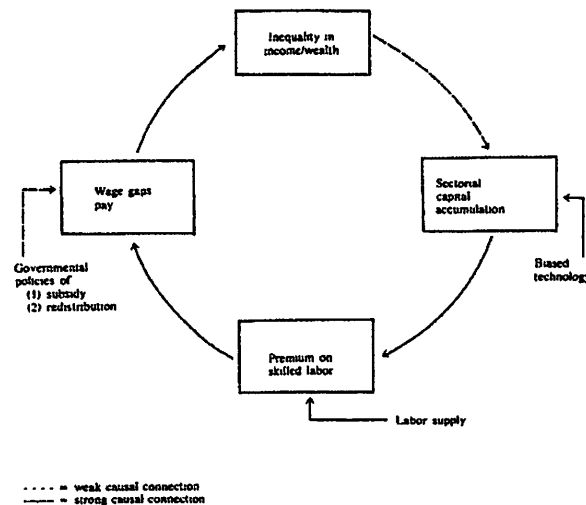 Inequality in
income/wealth
Wage gaps
pay
Sectorial
capital
accumulation
Governmental
policies of
(1) subsidy
(2) redistribution
Biased
technology
Premium on
skilled labor
Labor supply
---- = weak causal connection
—— = strong causal connection